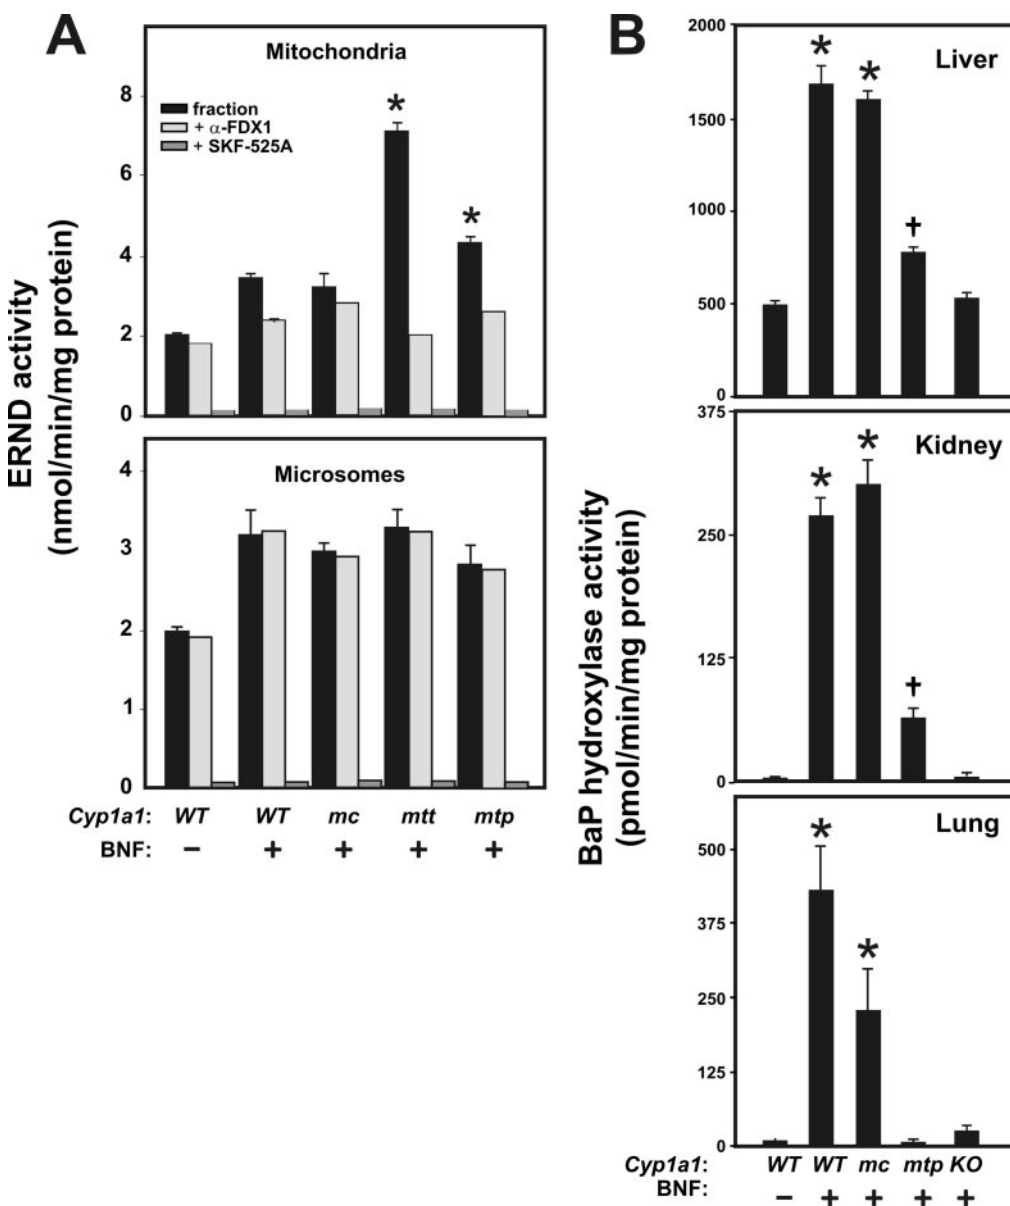 A
Mitochondria
fraction
+ α-FDX1
+ SKF-525A
*
*
8
6
4
2
0
ERND activity
(nmol/min/mg protein)
Microsomes
4
3
2
1
0
Cyp1a1: WT WT mc mtt mtp
BNF: − + + + +
B
Liver
2000
1500
1000
500
0
*
*
†
BaP hydroxylase activity
(pmol/min/mg protein)
Kidney
375
250
125
0
*
*
†
Lung
500
375
250
125
0
*
*
Cyp1a1: WT WT mc mtp KO
BNF: − + + + +